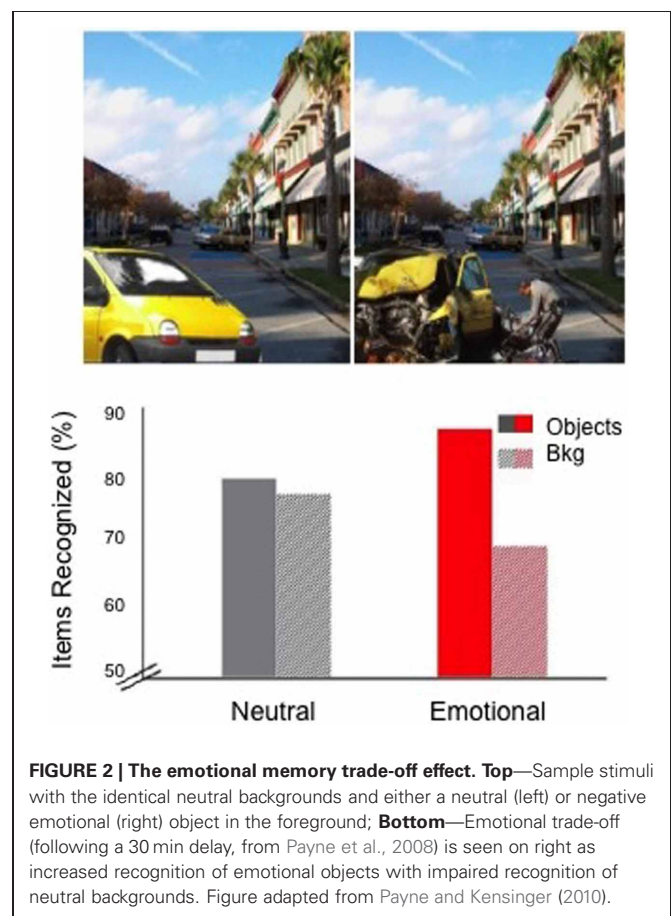 90
80
70
60
50
Items Recognized (%)
Objects
Bkg
Neutral
Emotional
FIGURE 2 | The emotional memory trade-off effect. Top—Sample stimuli
with the identical neutral backgrounds and either a neutral (left) or negative
emotional (right) object in the foreground; Bottom—Emotional trade-off
(following a 30 min delay, from Payne et al., 2008) is seen on right as
increased recognition of emotional objects with impaired recognition of
neutral backgrounds. Figure adapted from Payne and Kensinger (2010).